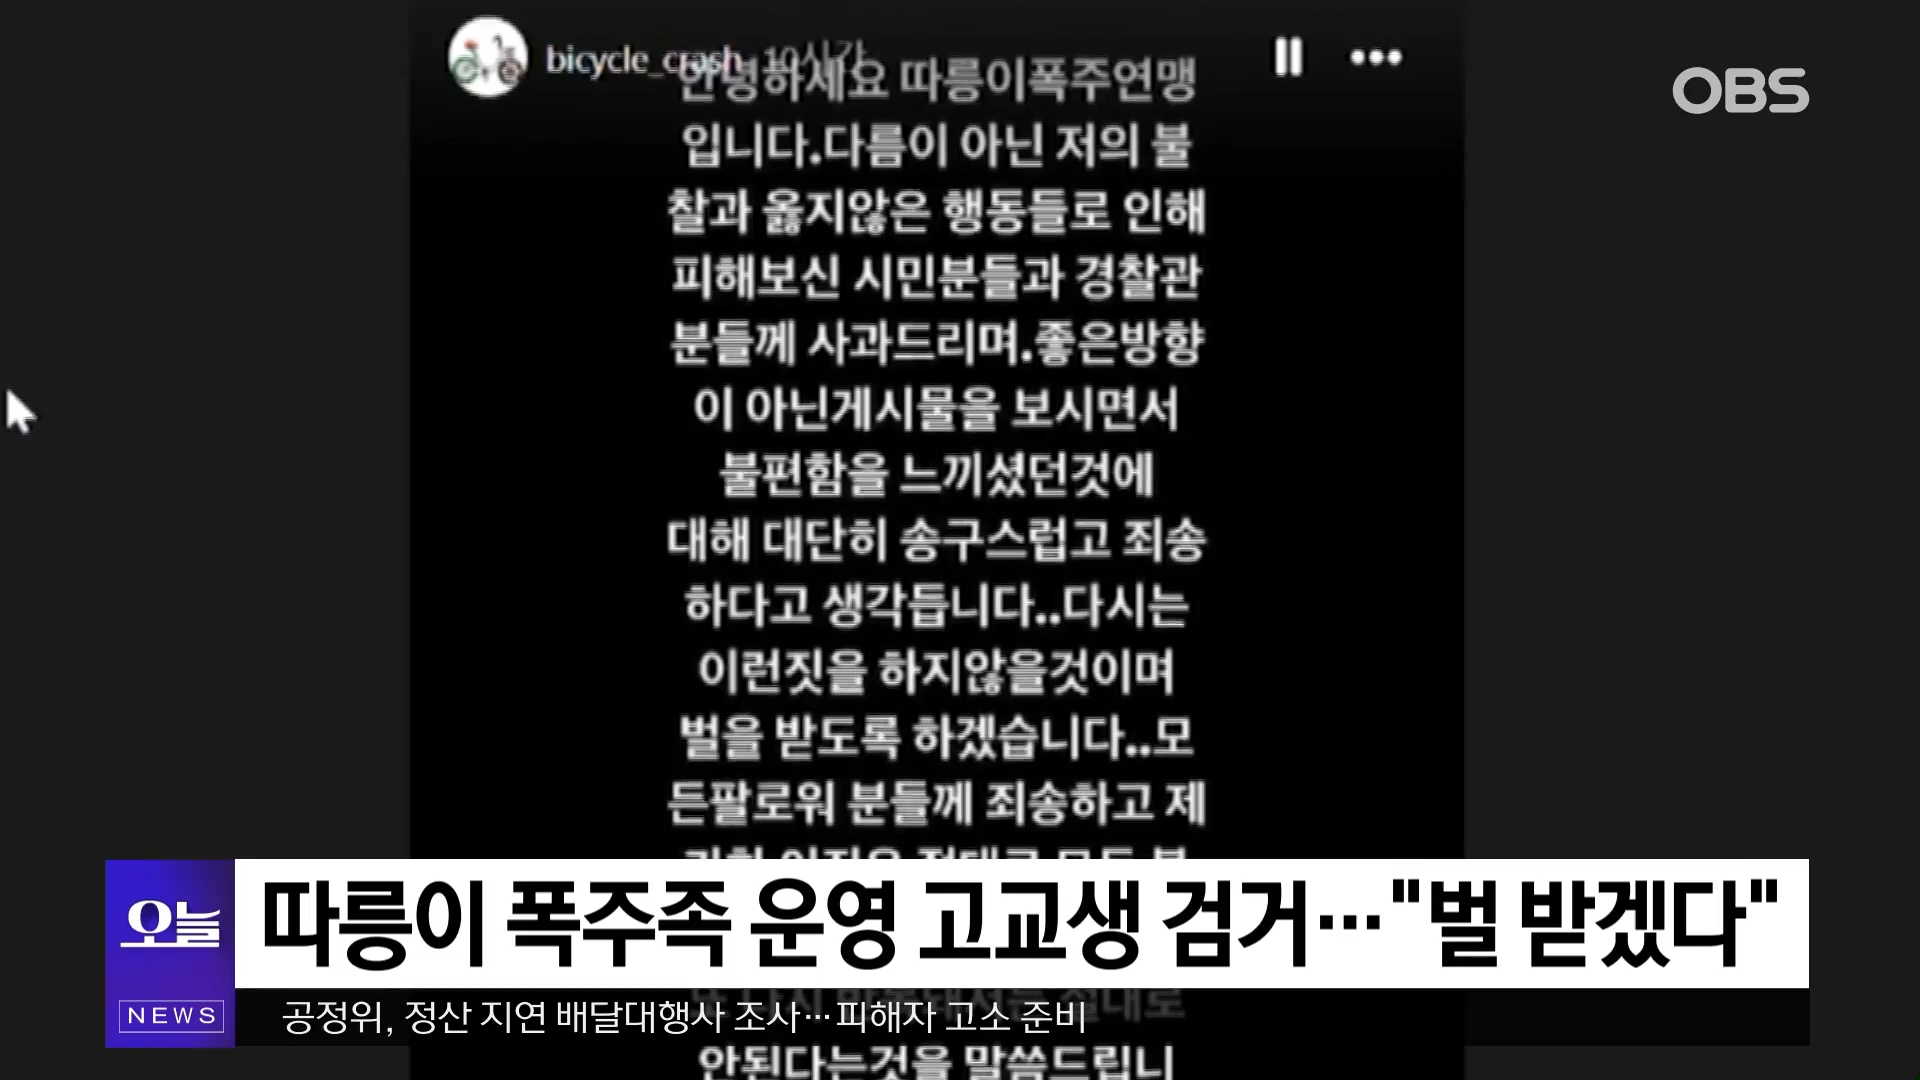 bicycle_crash 10시간
OBS
안녕하세요 따릉이폭주연맹
입니다.다름이 아닌 저의 불
찰과 옳지않은 행동들로 인해
피해보신 시민분들과 경찰관
분들께 사과드리며.좋은방향
이 아닌게시물을 보시면서
불편함을 느끼셨던것에
대해 대단히 송구스럽고 죄송
하다고 생각듭니다..다시는
이런짓을 하지않을것이며
벌을 받도록 하겠습니다..모
든팔로워 분들께 죄송하고 제
오늘
NEWS
따릉이 폭주족 운영 고교생 검거…"벌 받겠다"
공정위, 정산 지연 배달대행사 조사…피해자 고소 준비
안된다는것을 말씀드립니